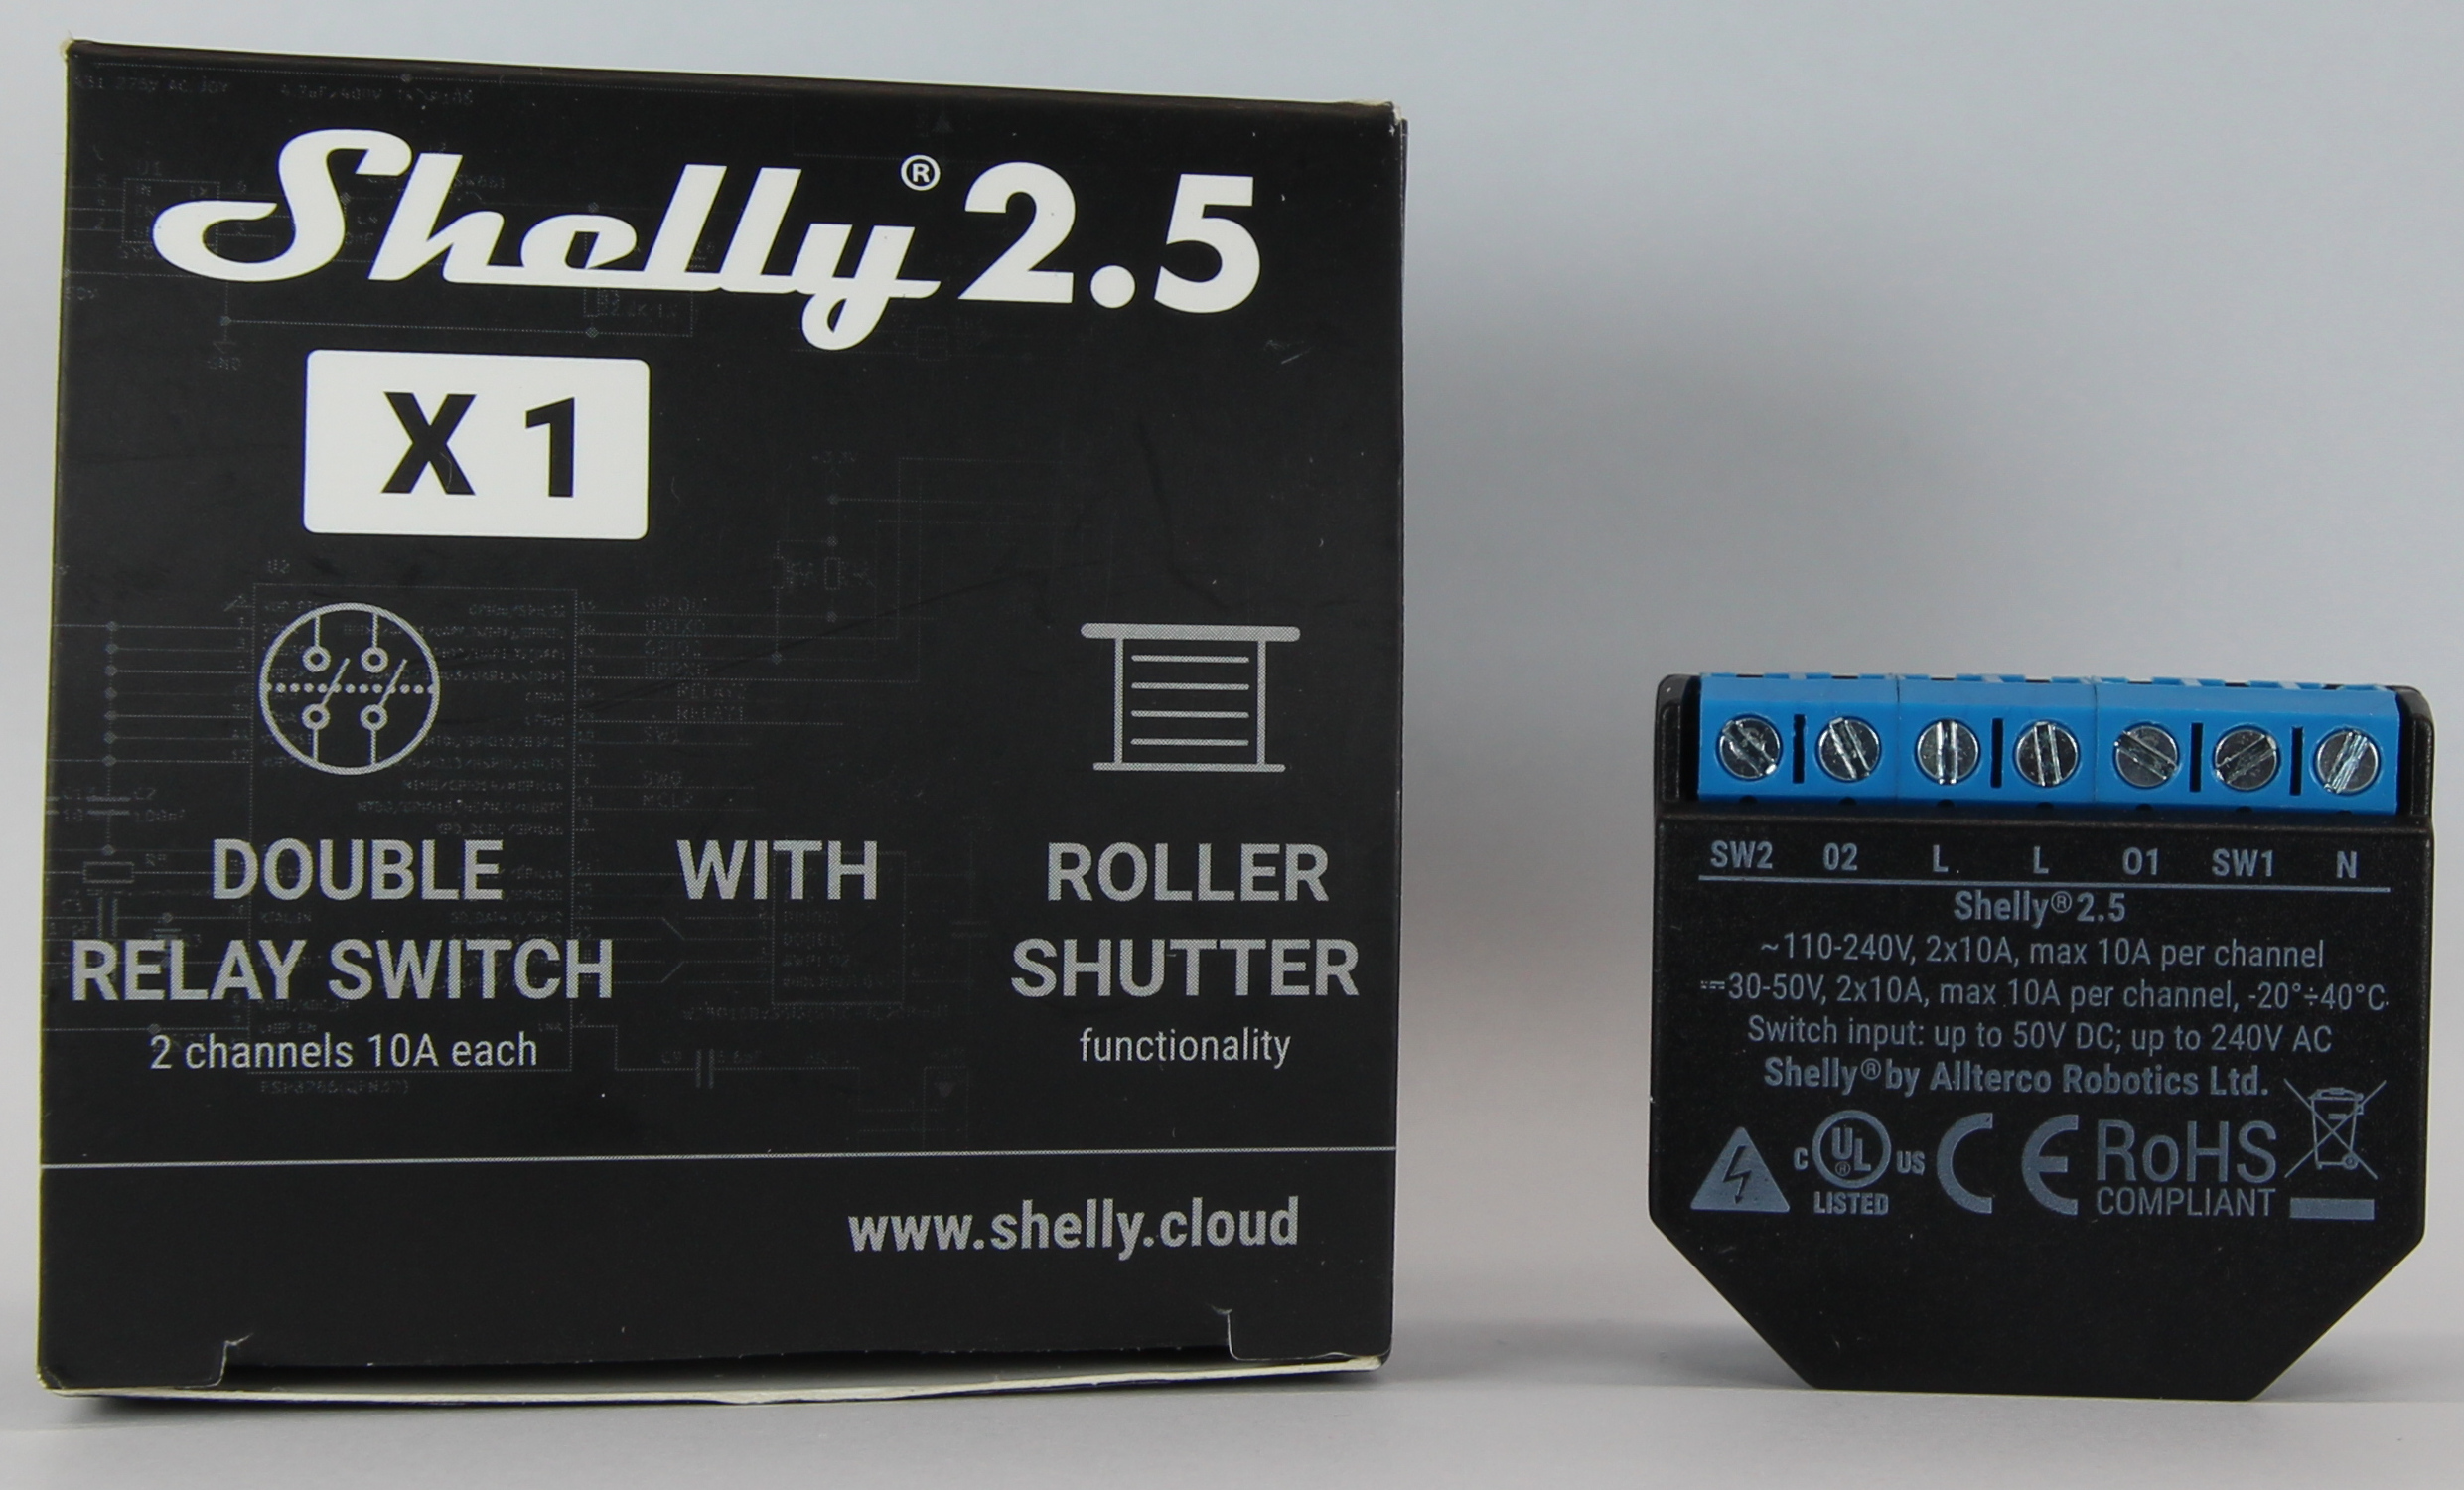 Shelly® 2.5
X 1
DOUBLE WITH ROLLER
RELAY SWITCH SHUTTER
2 channels 10A each functionality
www.shelly.cloud
SW2 02 L L O1 SW1 N
Shelly® 2.5
~110-240V, 2x10A, max 10A per channel
⎓30-50V, 2x10A, max 10A per channel, -20°÷40°C
Switch input: up to 50V DC; up to 240V AC
Shelly® by Allterco Robotics Ltd.
C UL US LISTED CE RoHS
COMPLIANT